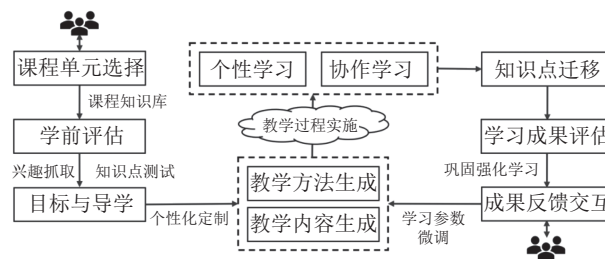 课程单元选择
课程知识库
学前评估
兴趣抓取 知识点测试
目标与导学
个性化定制
个性学习 协作学习
教学过程实施
教学方法生成
教学内容生成
知识点迁移
学习成果评估
巩固强化学习
成果反馈交互
学习参数
微调